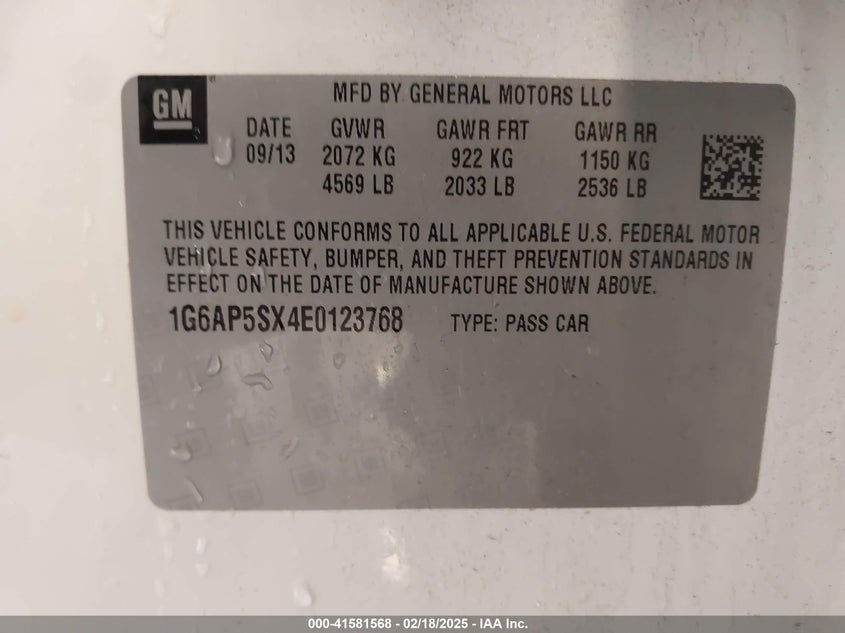 GM
MFD BY GENERAL MOTORS LLC
DATE GVWR GAWR FRT GAWR RR
09/13 2072 KG 922 KG 1150 KG
4569 LB 2033 LB 2536 LB
THIS VEHICLE CONFORMS TO ALL APPLICABLE U.S. FEDERAL MOTOR
VEHICLE SAFETY, BUMPER, AND THEFT PREVENTION STANDARDS IN
EFFECT ON THE DATE OF MANUFACTURE SHOWN ABOVE.
1G6AP5SX4E0123768 TYPE: PASS CAR
000-41581568 - 02/18/2025 - IAA Inc.